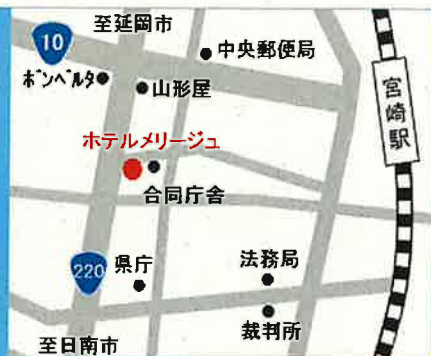 至延岡市
10
中央郵便局
ボンベルタ
山形屋
宮崎駅
ホテルメリージュ
合同庁舎
220
県庁
法務局
裁判所
至日南市